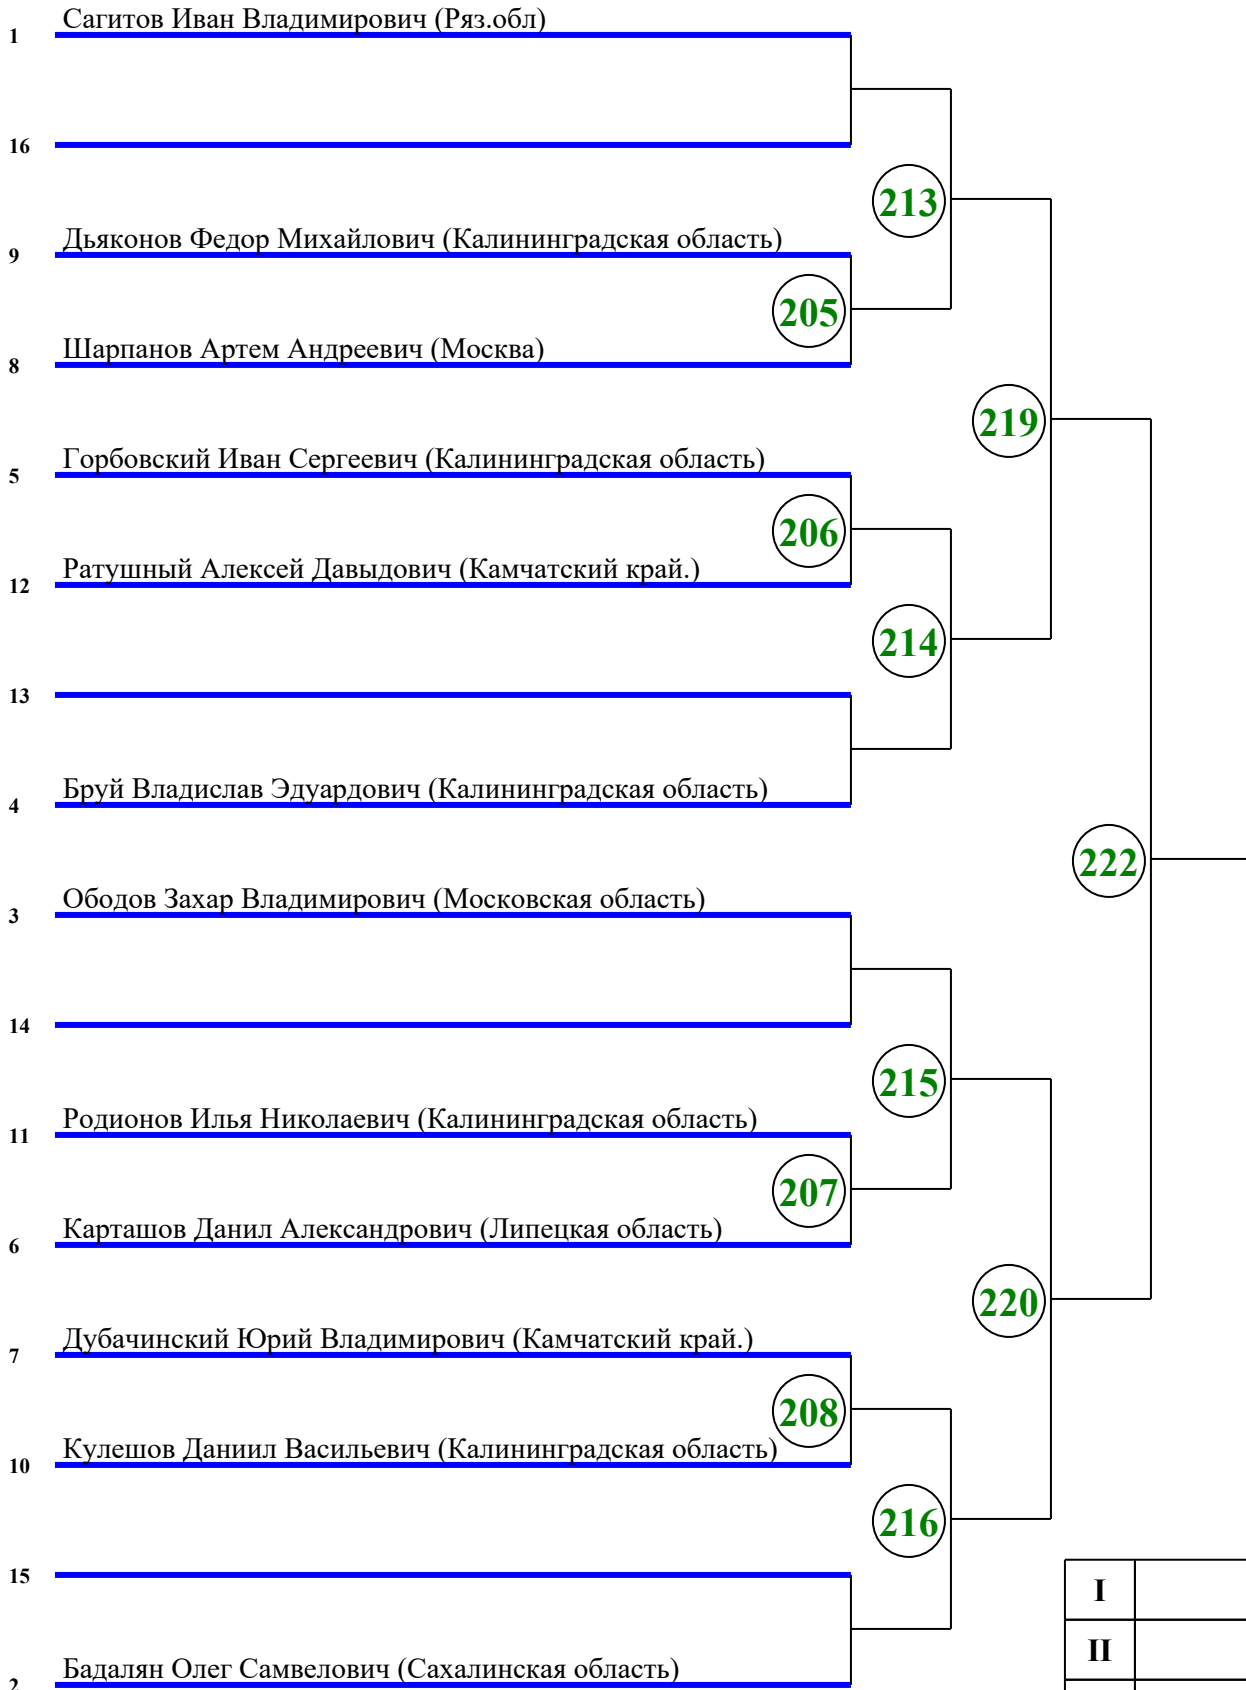 Сагитов Иван Владимирович (Ряз.обл)
1
16
213
Дьяконов Федор Михайлович (Калининградская область)
9
205
Шарпанов Артем Андреевич (Москва)
8
219
Горбовский Иван Сергеевич (Калининградская область)
5
206
Ратушный Алексей Давыдович (Камчатский край.)
12
214
13
Бруй Владислав Эдуардович (Калининградская область)
4
222
Ободов Захар Владимирович (Московская область)
3
14
215
Родионов Илья Николаевич (Калининградская область)
11
207
Карташов Данил Александрович (Липецкая область)
6
220
Дубачинский Юрий Владимирович (Камчатский край.)
7
208
Кулешов Даниил Васильевич (Калининградская область)
10
216
15
I
II
Бадалян Олег Самвелович (Сахалинская область)
2